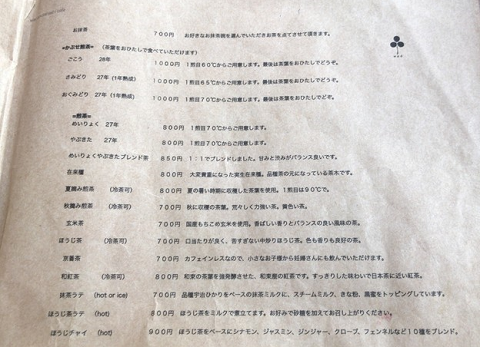 お抹茶 700円 お好きなお抹茶碗を選んでいただきお茶を点てさせて頂きます。
≪かぶせ煎茶≫ (茶葉をおひたしで食べていただけます)
ごこう 28年 1000円 1煎目60℃からご用意します。最後は茶葉をおひたしでどうぞ。
さみどり 27年(1年熟成) 1000円 1煎目65℃からご用意します。最後は茶葉をおひたしでどうぞ。
おくみどり 27年 (1年熟成) 1000円 1煎目70℃からご用意します。最後は茶葉をおひたしでどぞ。
≪煎茶≫
めいりょく 27年 800円 1煎目70℃からご用意します。
やぶきた 27年 800円 1煎目70℃からご用意します。
めいりょくやぶきたブレンド茶 850円 1:1でブレンドしました。甘みと渋みがバランス良いです。
在来種 800円 大変貴重になった実生在来種。品種茶の元になっている茶木です。
夏摘み煎茶 (冷茶可) 800円 夏の暑い時期に収穫した茶葉を使用。1煎目は90℃で。
秋摘み煎茶 (冷茶可) 700円 秋に収穫の茶葉。荒々しく力強い茶。黄色い茶。
玄米茶 700円 国産もちごめ玄米を使用。香ばしい香りとバランスの良い風味の茶。
ほうじ茶 (冷茶可) 700円 口当たりが良く、苦すぎない中炒りほうじ茶。色も香りも良好の茶。
京番茶 700円 カフェインレスなので、小さなお子様から妊婦さんにも飲んでいただけます。
和紅茶 (冷茶可) 800円 和束の茶葉を強発酵させた、和束産の紅茶です。すっきりした味わいで日本茶に近い紅茶。
抹茶ラテ (hot or ice) 700円 品種宇治ひかりをベースの抹茶ミルクに、スチームミルク、きな粉、黒蜜をトッピングしています。
ほうじ茶ラテ (hot) 700円 ほうじ茶をミルクで煮立てます。お好みで砂糖を加えてお召し上がりください。
ほうじチャイ (hot) 900円 ほうじ茶をベースにシナモン、ジャスミン、ジンジャー、クローブ、フェンネルなど10種をブレンド。